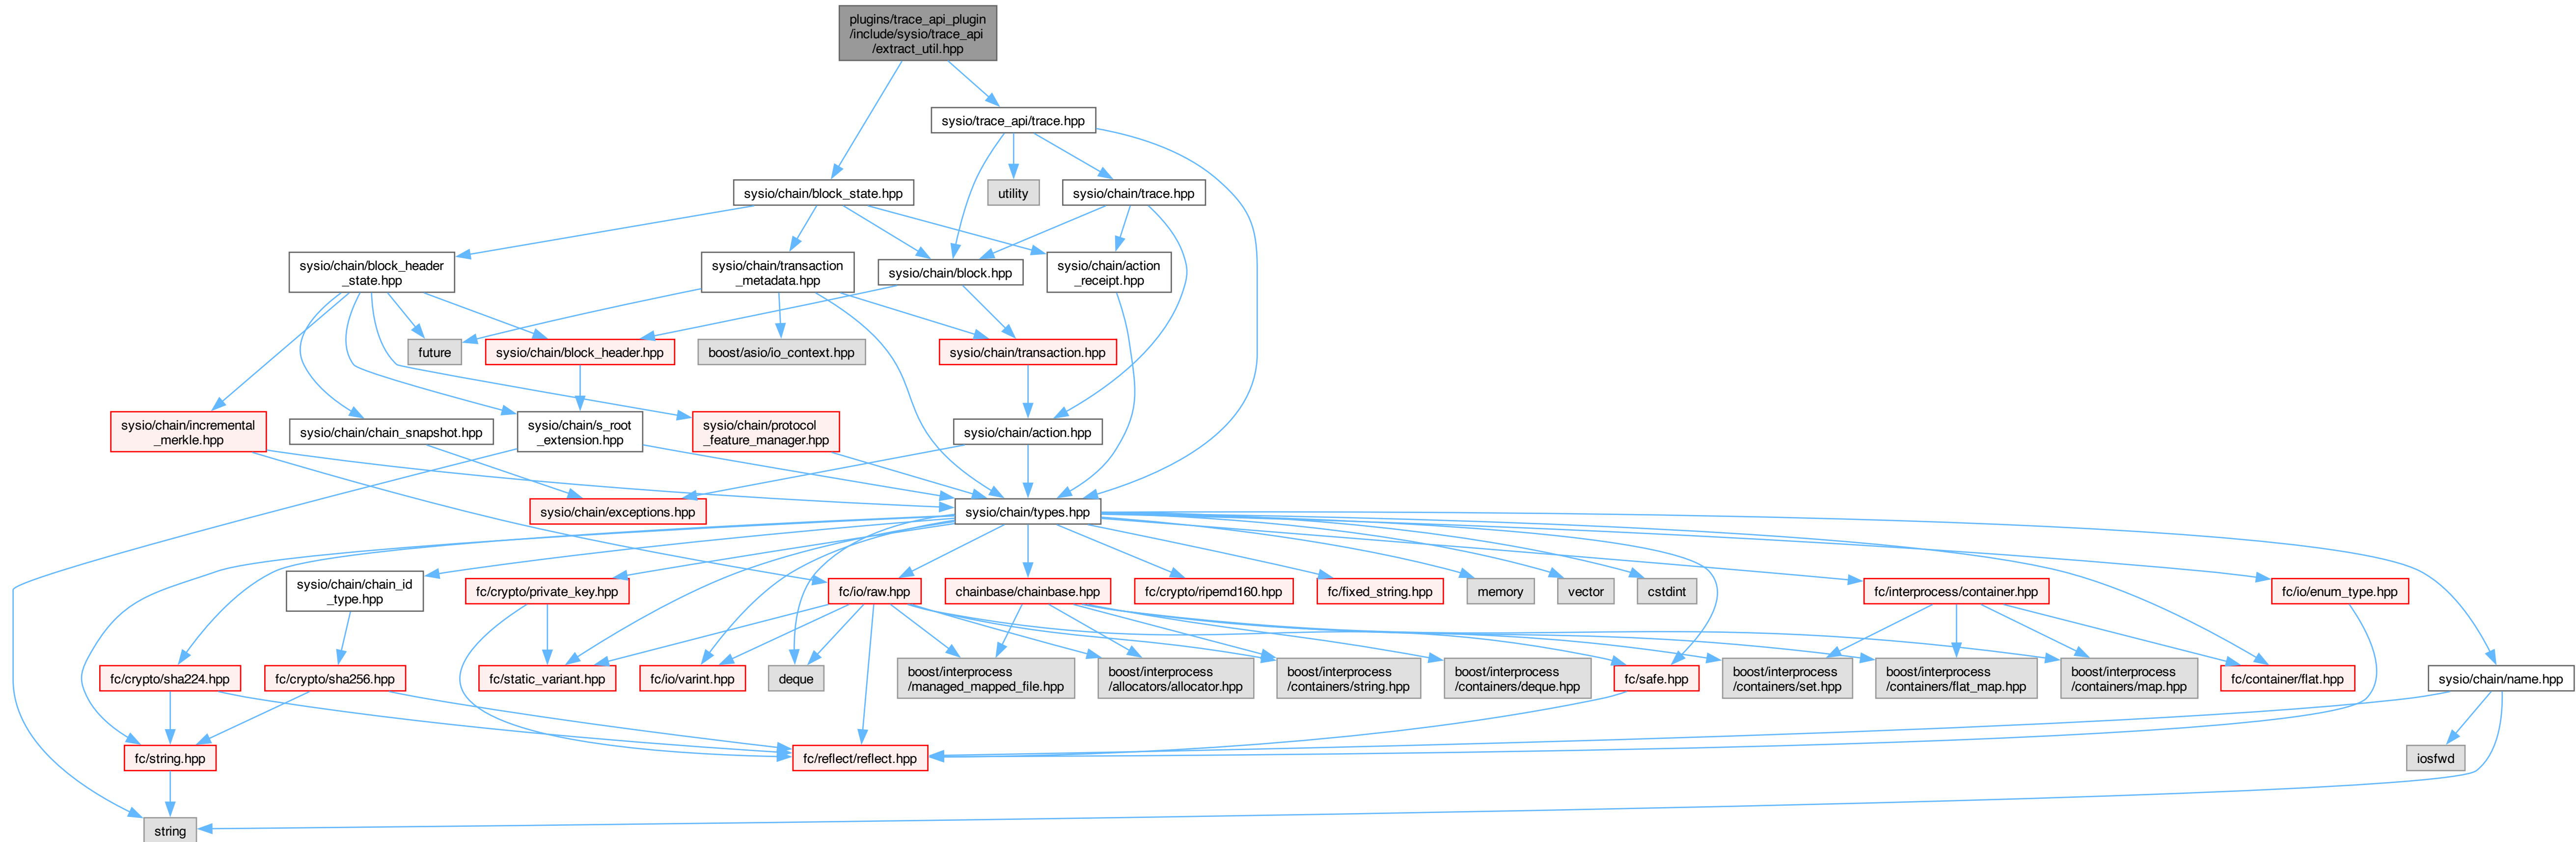 plugins/trace_api_plugin
/include/sysio/trace_api
/extract_util.hpp
sysio/trace_api/trace.hpp
sysio/chain/block_state.hpp
utility
sysio/chain/trace.hpp
sysio/chain/block_header
_state.hpp
sysio/chain/transaction
_metadata.hpp
sysio/chain/block.hpp
sysio/chain/action
_receipt.hpp
future
sysio/chain/block_header.hpp
boost/asio/io_context.hpp
sysio/chain/transaction.hpp
sysio/chain/incremental
_merkle.hpp
sysio/chain/chain_snapshot.hpp
sysio/chain/s_root
_extension.hpp
sysio/chain/protocol
_feature_manager.hpp
sysio/chain/action.hpp
sysio/chain/exceptions.hpp
sysio/chain/types.hpp
sysio/chain/chain_id
_type.hpp
fc/crypto/private_key.hpp
fc/io/raw.hpp
chainbase/chainbase.hpp
fc/crypto/ripemd160.hpp
fc/fixed_string.hpp
memory
vector
cstdint
fc/interprocess/container.hpp
fc/io/enum_type.hpp
fc/crypto/sha224.hpp
fc/crypto/sha256.hpp
fc/static_variant.hpp
fc/io/varint.hpp
deque
boost/interprocess
/managed_mapped_file.hpp
boost/interprocess
/allocators/allocator.hpp
boost/interprocess
/containers/string.hpp
boost/interprocess
/containers/deque.hpp
fc/safe.hpp
boost/interprocess
/containers/set.hpp
boost/interprocess
/containers/flat_map.hpp
boost/interprocess
/containers/map.hpp
fc/container/flat.hpp
sysio/chain/name.hpp
fc/string.hpp
fc/reflect/reflect.hpp
iosfwd
string